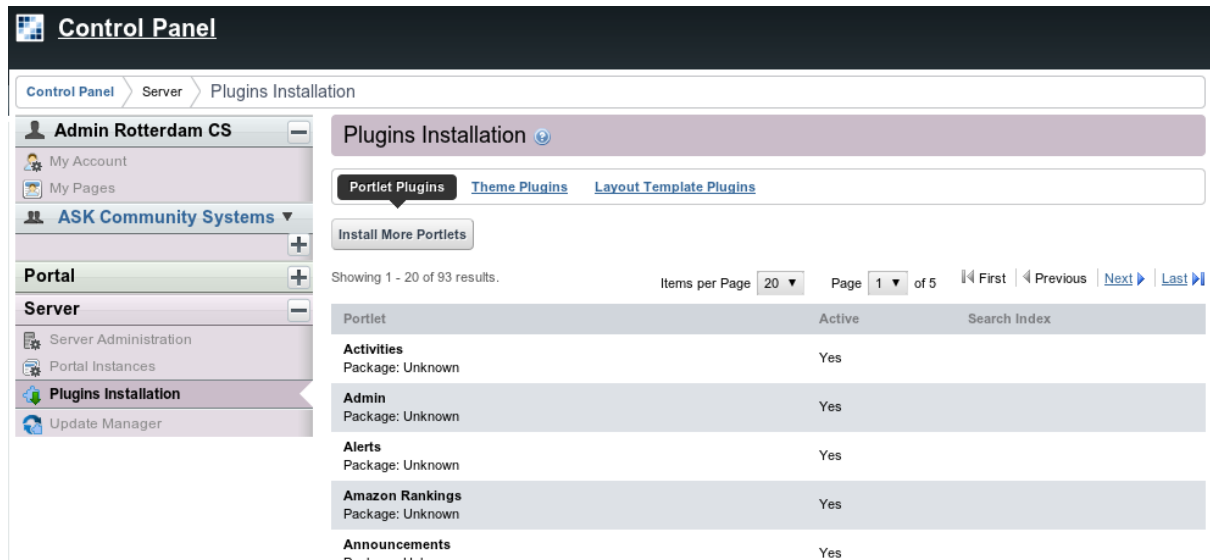 Control Panel
Control Panel Server Plugins Installation
Admin Rotterdam CS
My Account
My Pages
ASK Community Systems
Portal
Server
Server Administration
Portal Instances
Plugins Installation
Update Manager
Plugins Installation
Portlet Plugins Theme Plugins Layout Template Plugins
Install More Portlets
Showing 1 - 20 of 93 results. Items per Page 20 Page 1 of 5 First Previous Next Last
Portlet Active Search Index
Activities
Package: Unknown
Yes
Admin
Package: Unknown
Yes
Alerts
Package: Unknown
Yes
Amazon Rankings
Package: Unknown
Yes
Announcements
Yes